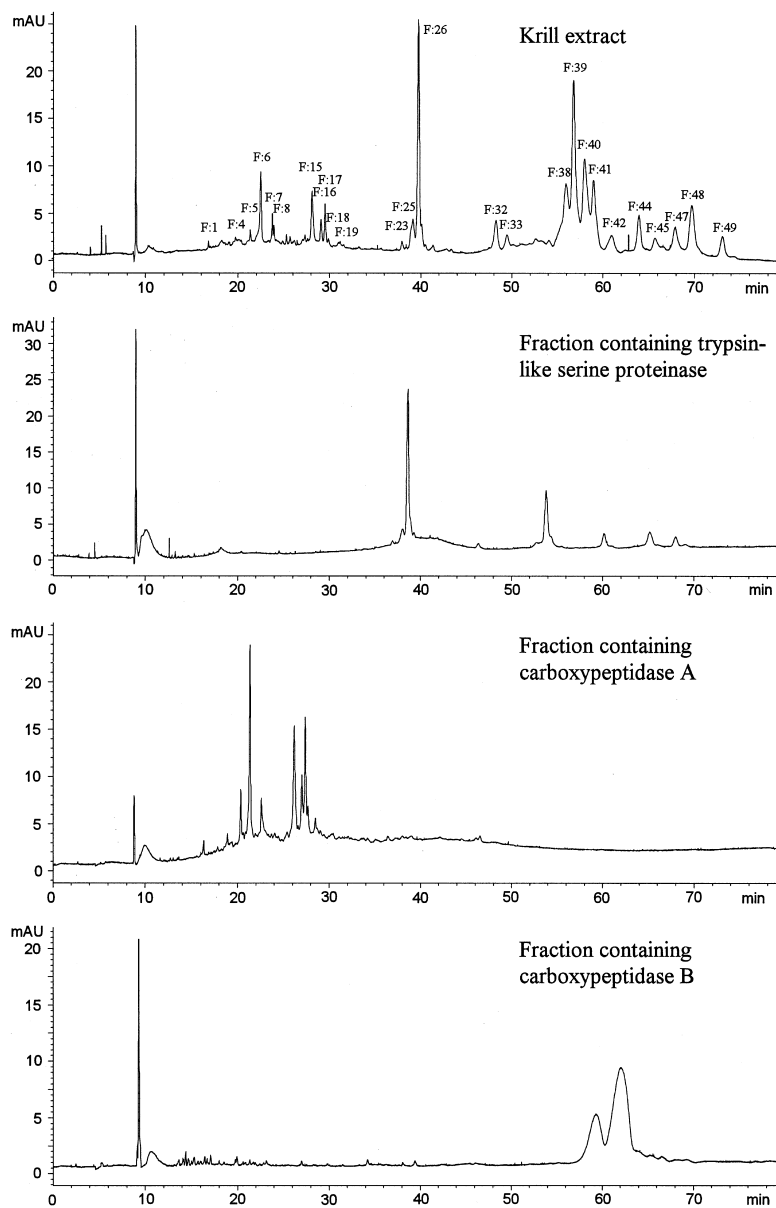 mAU
Krill extract
F:26
F:39
F:6
F:15
F:40
F:7
F:17
F:38
F:41
F:5
F:8
F:16
F:25
F:32
F:44
F:48
F:1
F:4
F:18
F:23
F:33
F:42
F:45
F:47
F:49
F:19
20
15
10
5
0
0
10
20
30
40
50
60
70
min
mAU
Fraction containing trypsin-
like serine proteinase
30
25
20
15
10
5
0
0
10
20
30
40
50
60
70
min
mAU
Fraction containing
carboxypeptidase A
20
15
10
5
0
0
10
20
30
40
50
60
70
min
mAU
Fraction containing
carboxypeptidase B
20
15
10
5
0
0
10
20
30
40
50
60
70
min